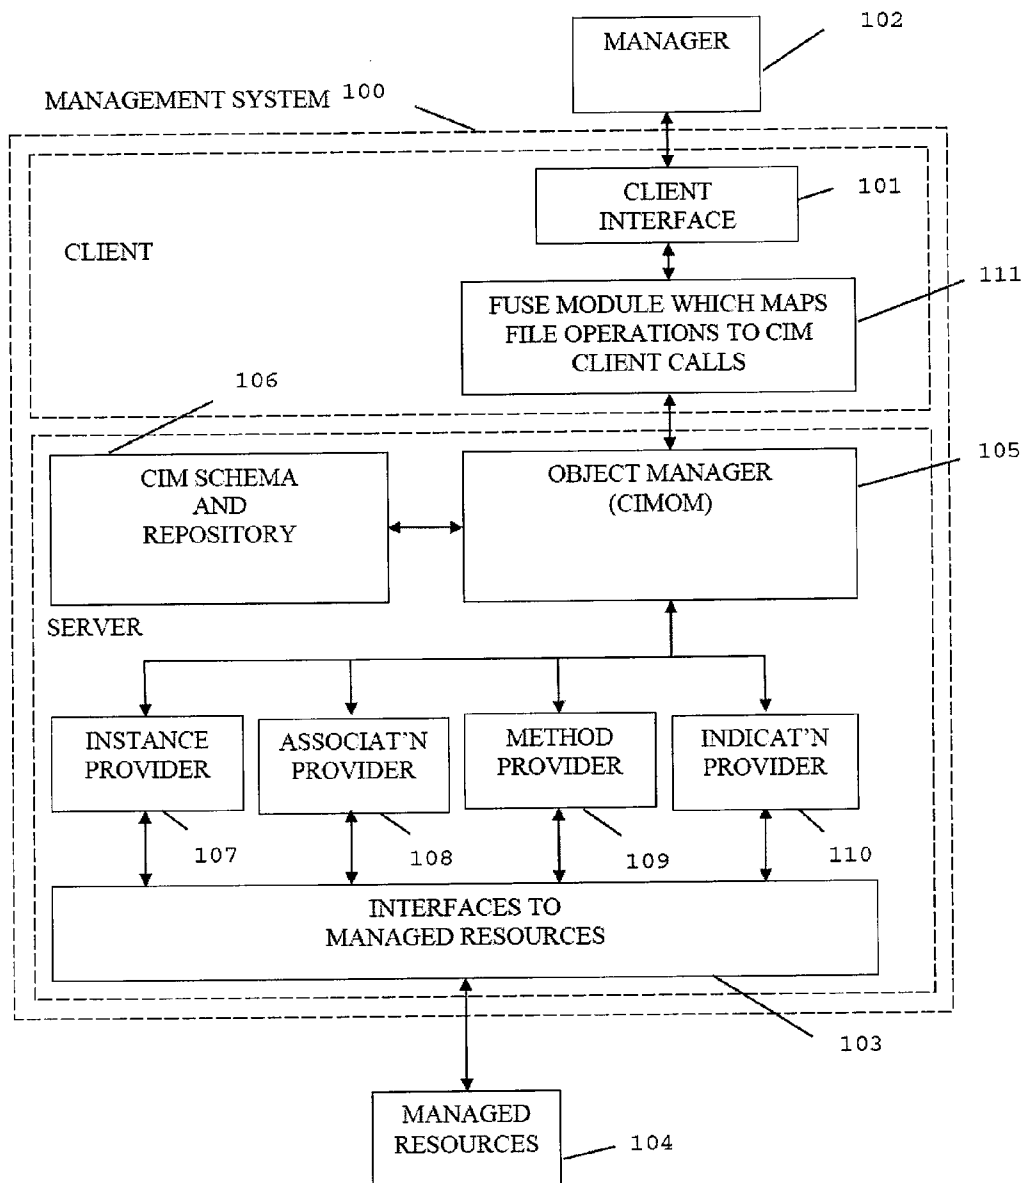 MANAGER
102
MANAGEMENT SYSTEM 100
CLIENT
INTERFACE
101
CLIENT
FUSE MODULE WHICH MAPS
FILE OPERATIONS TO CIM
CLIENT CALLS
111
106
CIM SCHEMA
AND
REPOSITORY
OBJECT MANAGER
(CIMOM)
105
SERVER
INSTANCE
PROVIDER
ASSOCIAT'N
PROVIDER
METHOD
PROVIDER
INDICAT'N
PROVIDER
107
108
109
110
INTERFACES TO
MANAGED RESOURCES
103
MANAGED
RESOURCES
104